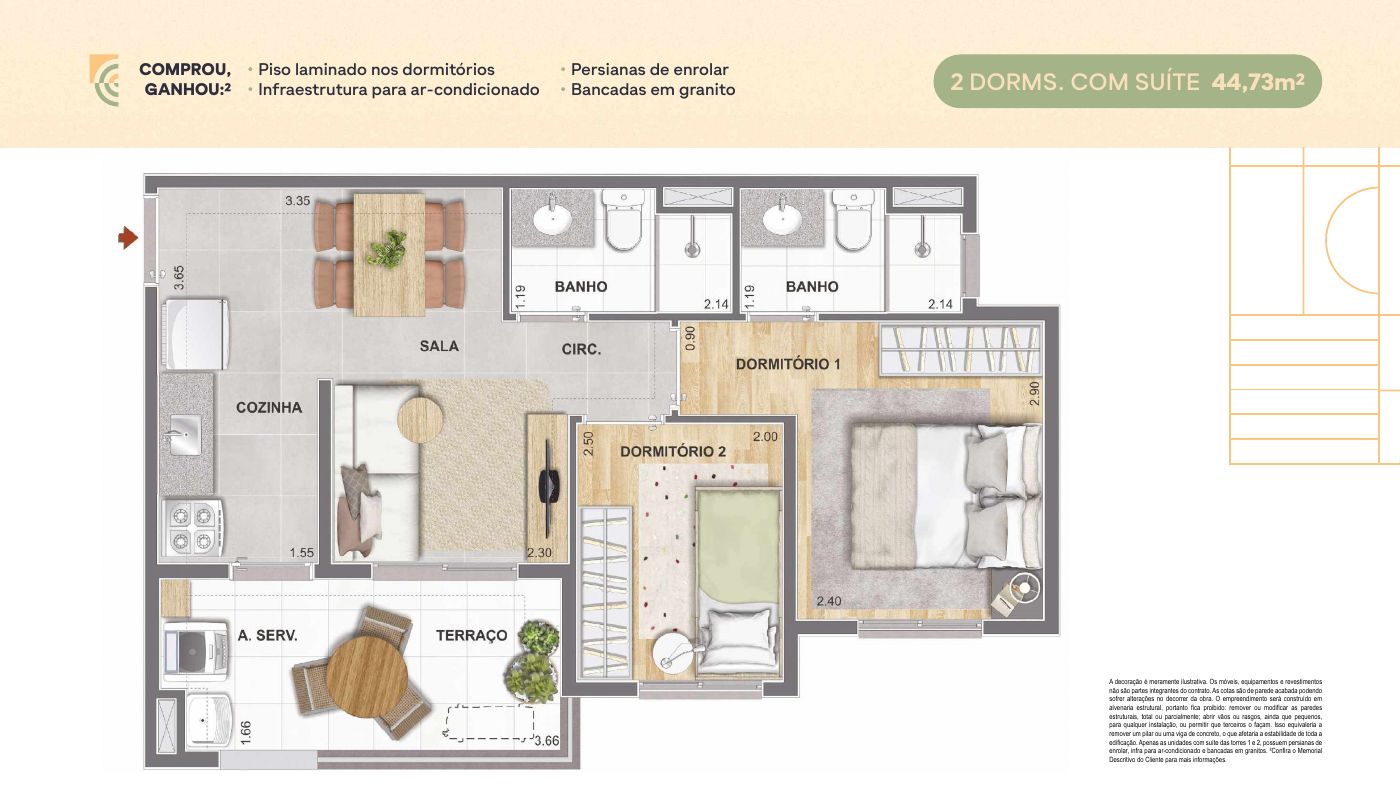 COMPROU,
GANHOU:²
• Piso laminado nos dormitórios
• Infraestrutura para ar-condicionado
• Persianas de enrolar
• Bancadas em granito
2 DORMS. COM SUÍTE 44,73m²
3.35
3.65
BANHO
1.19
2.14
BANHO
1.19
2.14
SALA
CIRC.
0.90
DORMITÓRIO 1
2.90
COZINHA
2.50
2.00
DORMITÓRIO 2
1.55
2.30
2.40
A. SERV.
TERRAÇO
1.66
3.66
A decoração é meramente ilustrativa. Os móveis, equipamentos e revestimentos
não são partes integrantes do contrato. As cotas são de parede acabada podendo
sofrer alterações no decorrer da obra. O empreendimento será construído em
alvenaria estrutural, portanto fica proibido: remover ou modificar as paredes
estruturais, total ou parcialmente; abrir vãos ou rasgos, ainda que pequenos,
para qualquer instalação, ou permitir que terceiros o façam. Isso equivaleria a
remover um pilar ou uma viga de concreto, o que afetaria a estabilidade de toda a
edificação. Apenas as unidades com suíte das torres 1 e 2, possuem persianas de
enrolar, infra para ar-condicionado e bancadas em granitos. ²Confira o Memorial
Descritivo do Cliente para mais informações.